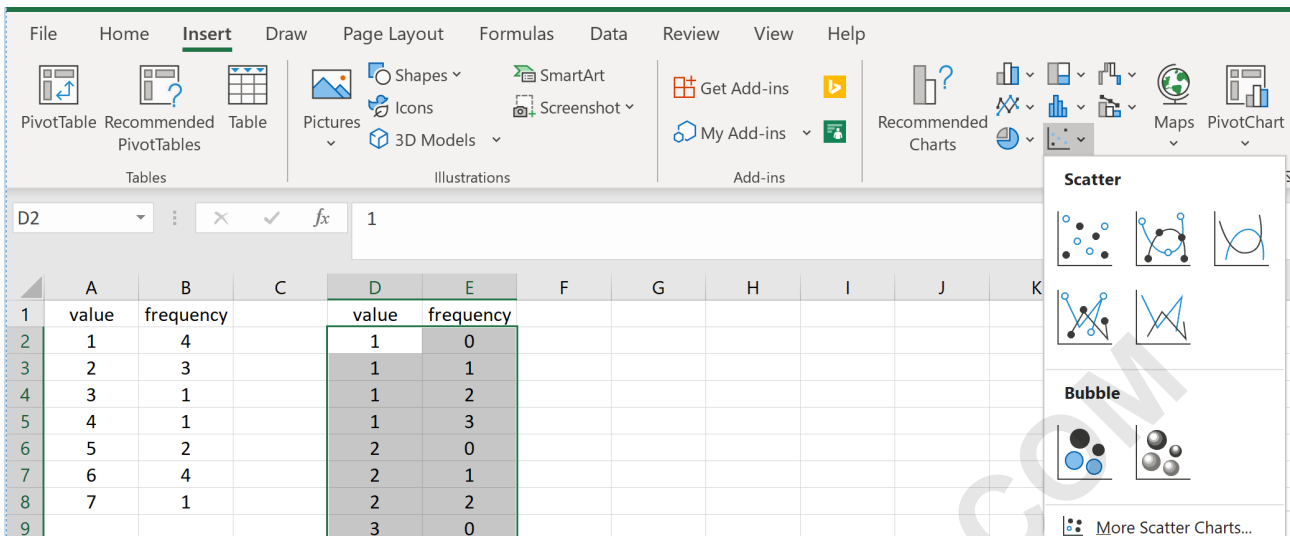 File Home Insert Draw Page Layout Formulas Data Review View Help
Shapes SmartArt
Get Add-ins
Icons Screenshot
PivotTable Recommended PivotTables Table Pictures
3D Models
My Add-ins
Recommended Charts
Maps PivotChart
Tables Illustrations Add-ins
D2 fx 1
Scatter
A B C D E F G H I J K
1 value frequency value frequency
2 1 4 1 0
3 2 3 1 1
4 3 1 1 2
5 4 1 1 3
6 5 2 2 0
7 6 4 2 1
8 7 1 2 2
9 3 0
Bubble
More Scatter Charts...
.COM